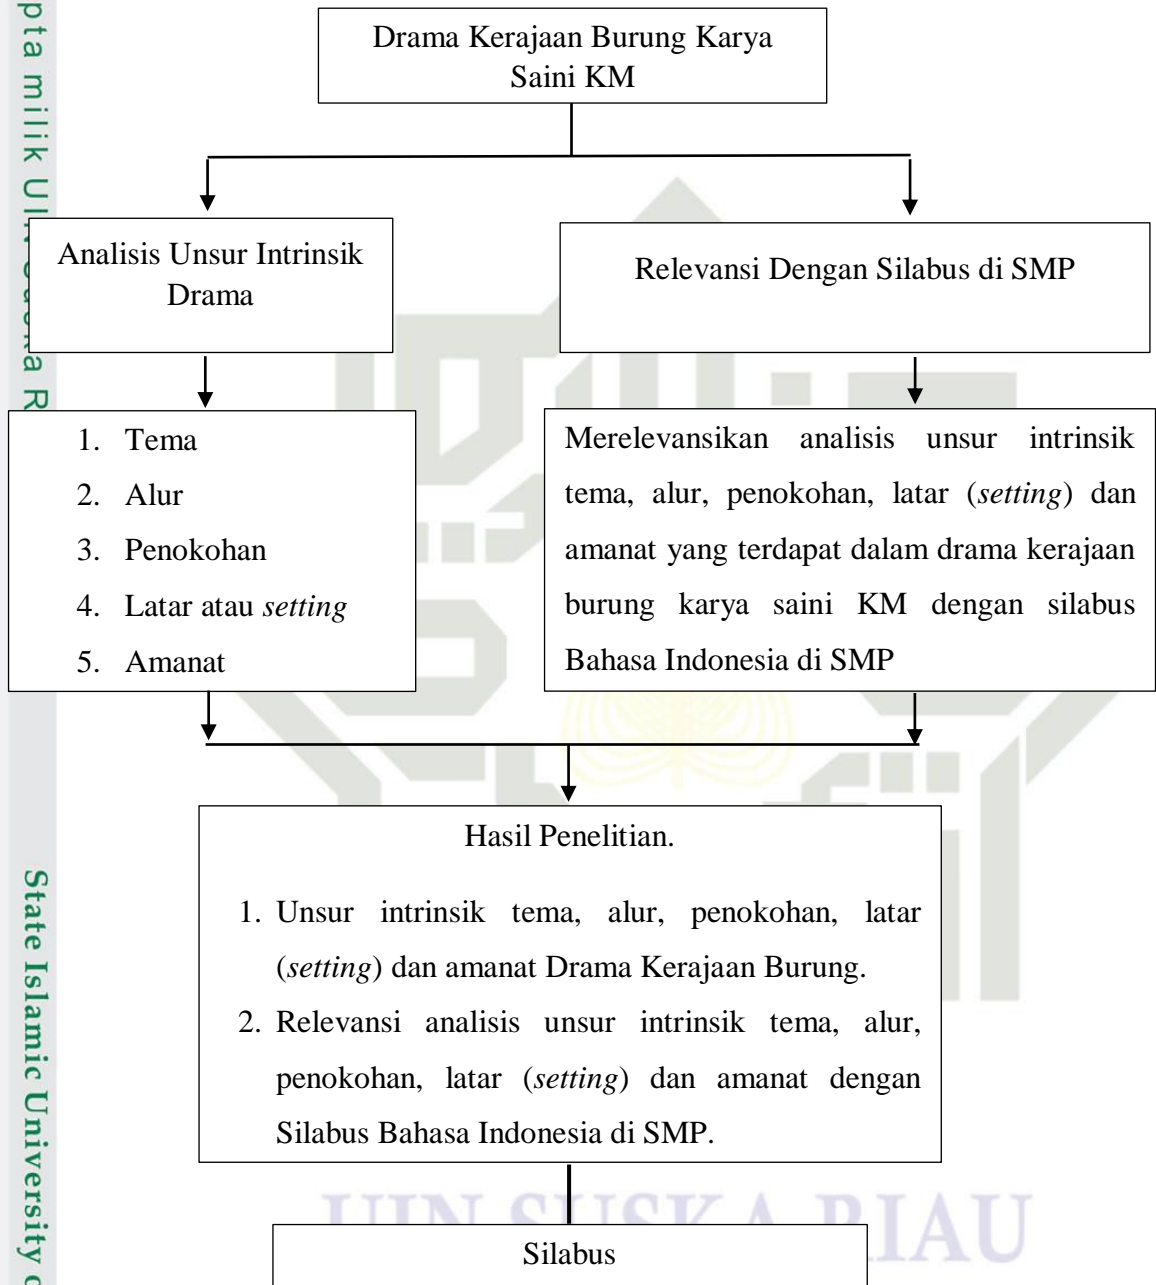 Drama Kerajaan Burung Karya
Saini KM
Analisis Unsur Intrinsik
Drama
Relevansi Dengan Silabus di SMP
1. Tema
2. Alur
3. Penokohan
4. Latar atau setting
5. Amanat
Merelevansikan analisis unsur intrinsik
tema, alur, penokohan, latar (setting) dan
amanat yang terdapat dalam drama kerajaan
burung karya saini KM dengan silabus
Bahasa Indonesia di SMP
Hasil Penelitian.
1. Unsur intrinsik tema, alur, penokohan, latar
(setting) dan amanat Drama Kerajaan Burung.
2. Relevansi analisis unsur intrinsik tema, alur,
penokohan, latar (setting) dan amanat dengan
Silabus Bahasa Indonesia di SMP.
UIN SUSKA RIAU
Silabus
milik UIN
State Islamic University